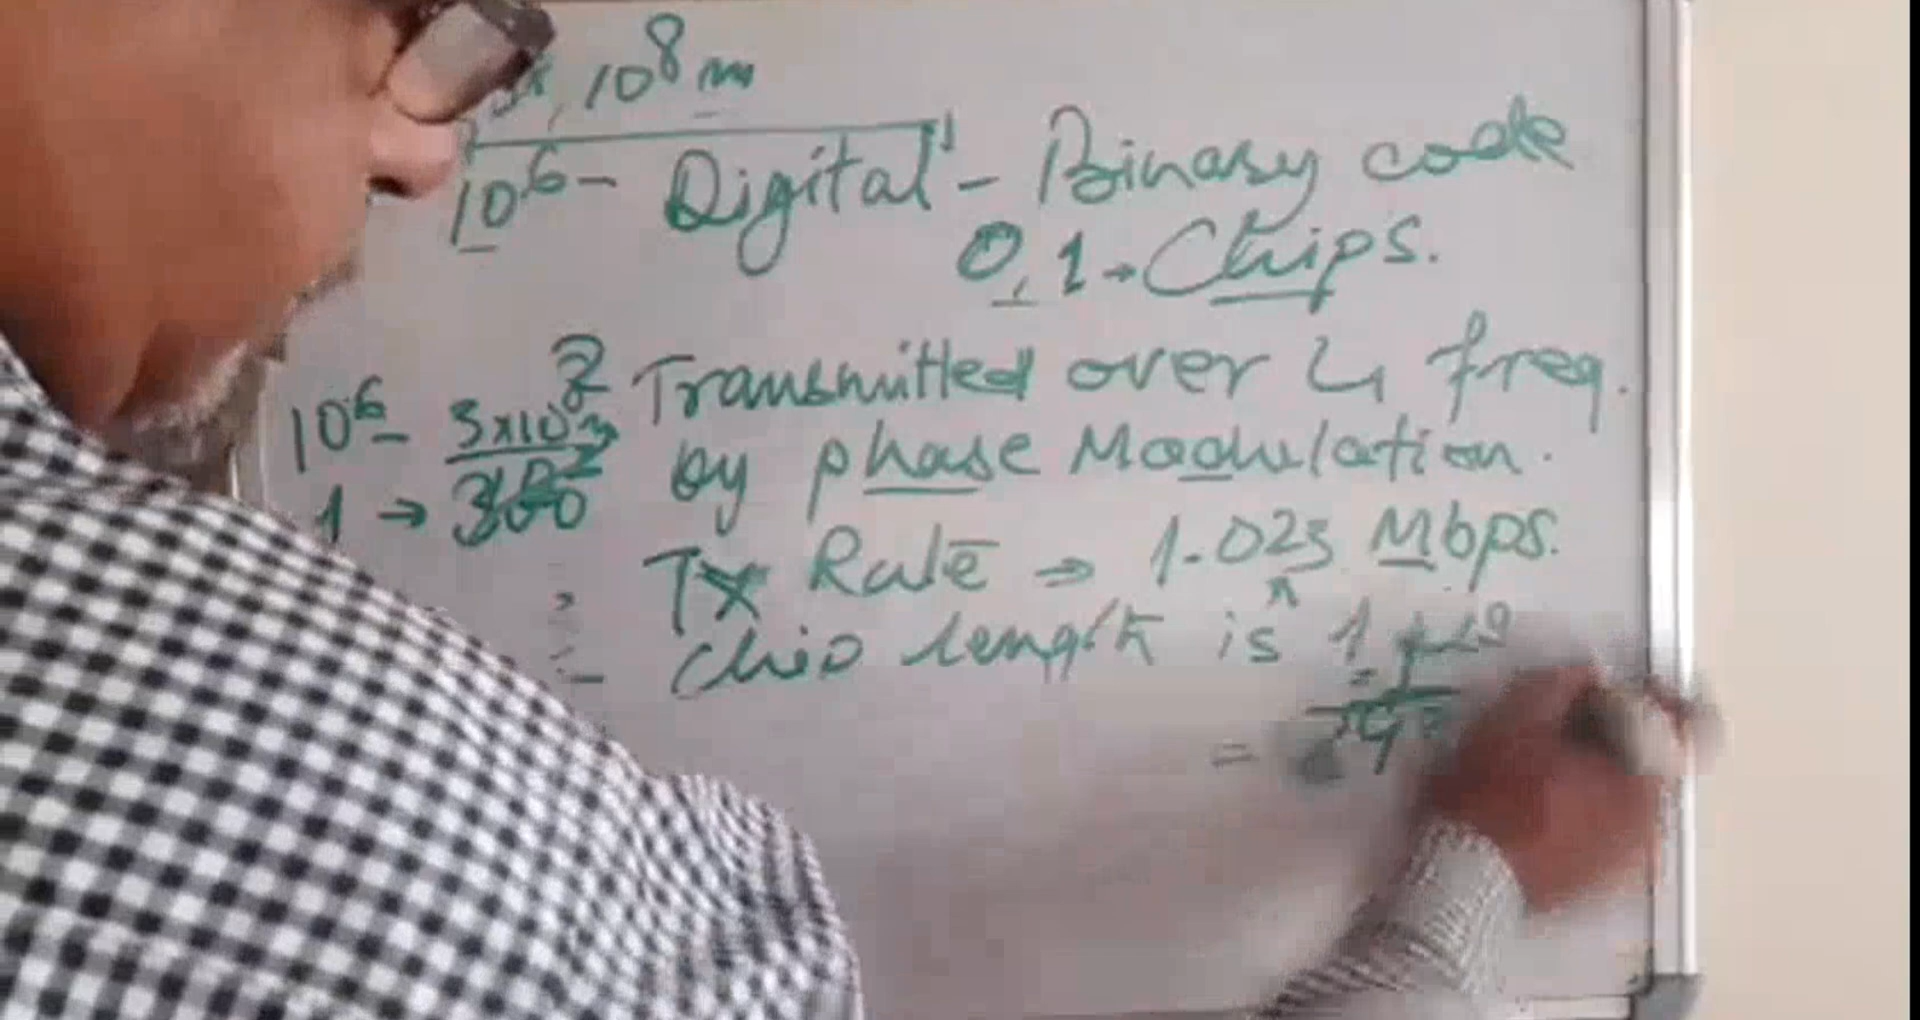 10⁸ m
10⁶ - Digital - Binary code
0, 1 → Chips.
Transmitted over L1 freq.
by phase Modulation.
10⁶ - 3x10⁸
1 → 300
Tx Rate → 1.023 Mbps.
Chip length is 1
=